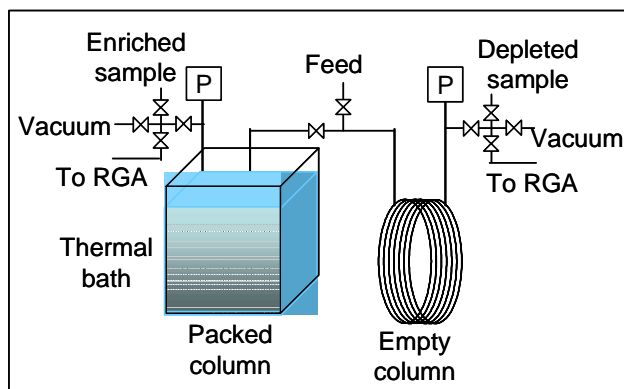 Enriched
sample
P
Feed
P
Depleted
sample
Vacuum
Vacuum
To RGA
To RGA
Thermal
bath
Packed
column
Empty
column